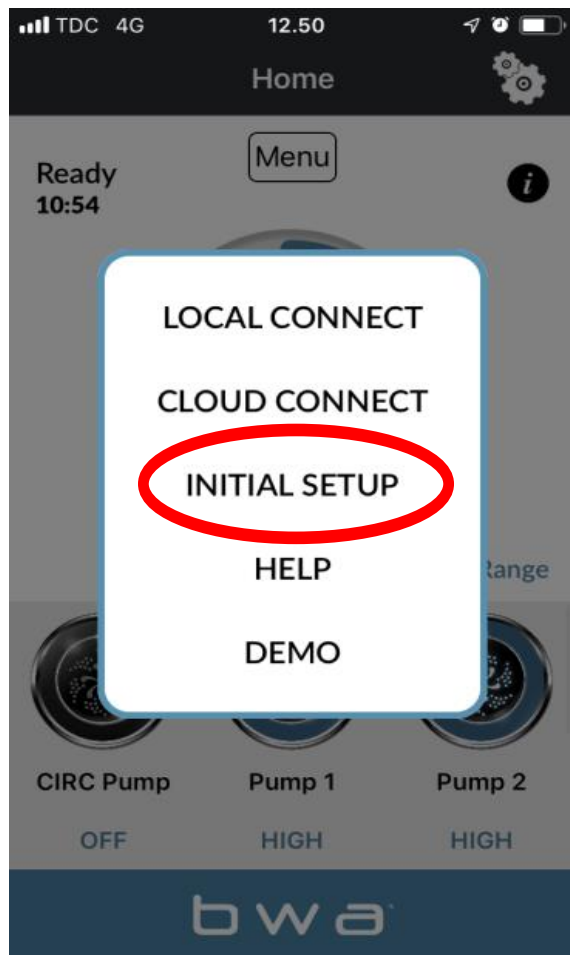 TDC 4G 12.50
Home
Menu
Ready
10:54
i
LOCAL CONNECT
CLOUD CONNECT
INITIAL SETUP
HELP
Range
DEMO
CIRC Pump Pump 1 Pump 2
OFF HIGH HIGH
bwa